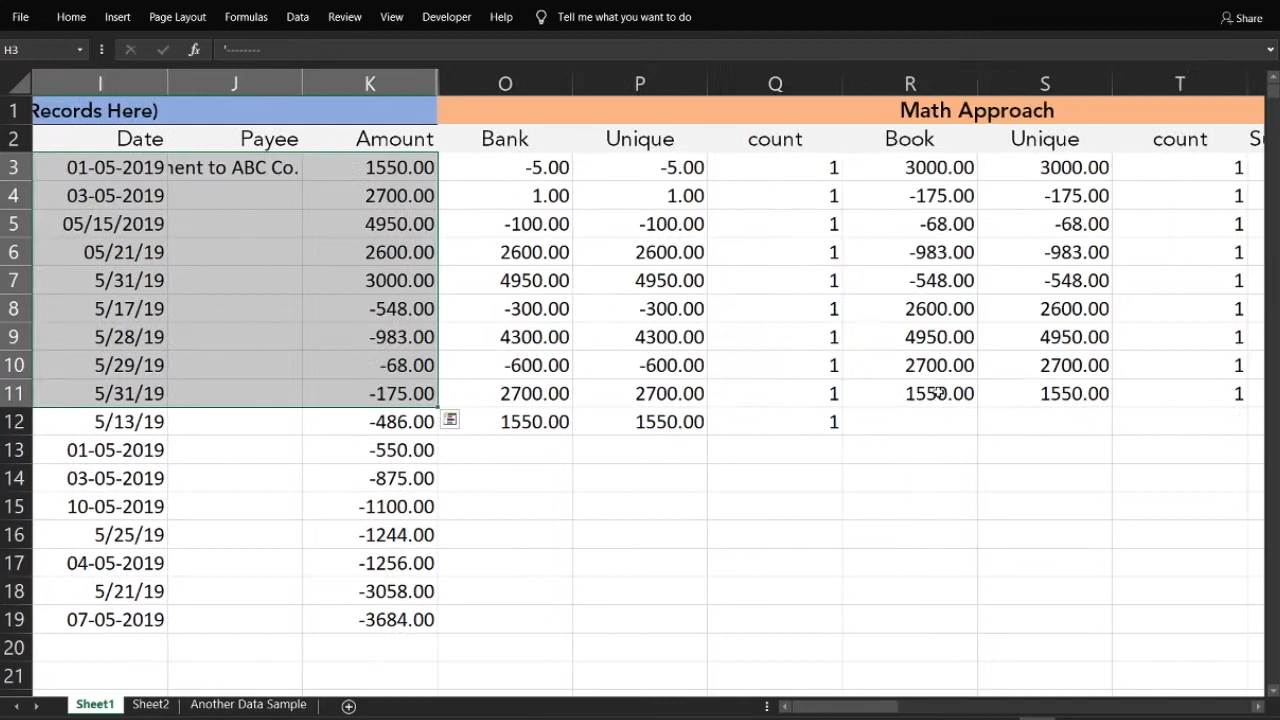 File Home Insert Page Layout Formulas Data Review View Developer Help Tell me what you want to do Share
H3 fx '--------
I J K O P Q R S T
1 Records Here) Math Approach
2 Date Payee Amount Bank Unique count Book Unique count
3 01-05-2019 ment to ABC Co. 1550.00 -5.00 -5.00 1 3000.00 3000.00 1
4 03-05-2019 2700.00 1.00 1.00 1 -175.00 -175.00 1
5 05/15/2019 4950.00 -100.00 -100.00 1 -68.00 -68.00 1
6 05/21/19 2600.00 2600.00 2600.00 1 -983.00 -983.00 1
7 5/31/19 3000.00 4950.00 4950.00 1 -548.00 -548.00 1
8 5/17/19 -548.00 -300.00 -300.00 1 2600.00 2600.00 1
9 5/28/19 -983.00 4300.00 4300.00 1 4950.00 4950.00 1
10 5/29/19 -68.00 -600.00 -600.00 1 2700.00 2700.00 1
11 5/31/19 -175.00 2700.00 2700.00 1 1550.00 1550.00 1
12 5/13/19 -486.00 1550.00 1550.00 1
13 01-05-2019 -550.00
14 03-05-2019 -875.00
15 10-05-2019 -1100.00
16 5/25/19 -1244.00
17 04-05-2019 -1256.00
18 5/21/19 -3058.00
19 07-05-2019 -3684.00
20
21
Sheet1 Sheet2 Another Data Sample